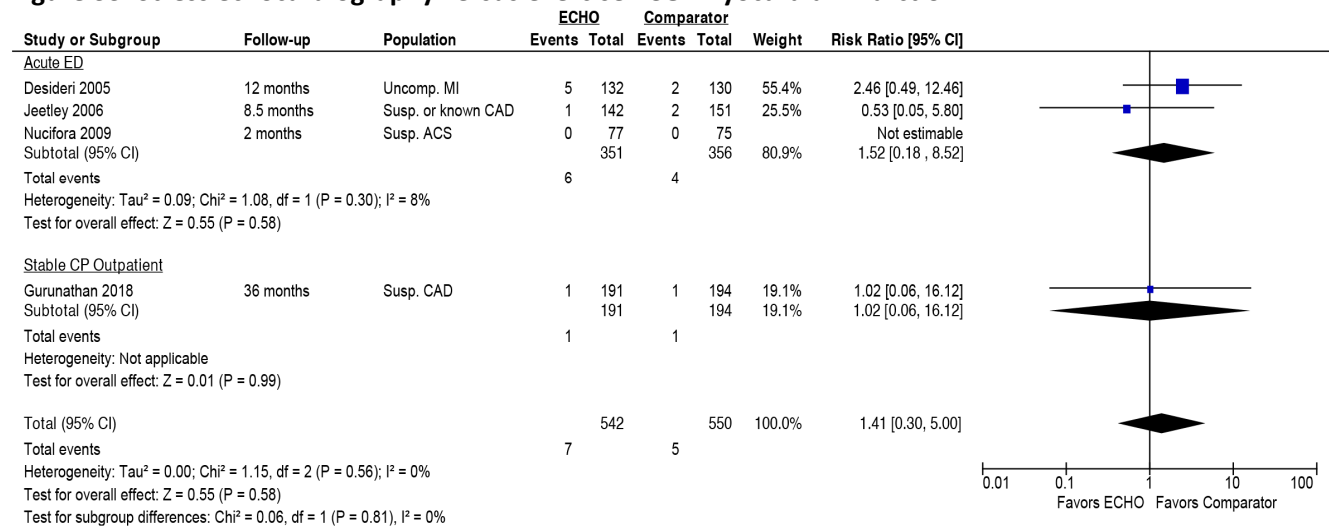 ECHO Comparator
Study or Subgroup Follow-up Population Events Total Events Total Weight Risk Ratio [95% CI]
Acute ED
Desideri 2005 12 months Uncomp. MI 5 132 2 130 55.4% 2.46 [0.49, 12.46]
Jeetley 2006 8.5 months Susp. or known CAD 1 142 2 151 25.5% 0.53 [0.05, 5.80]
Nucifora 2009 2 months Susp. ACS 0 77 0 75 Not estimable
Subtotal (95% CI) 351 356 80.9% 1.52 [0.18 , 8.52]
Total events 6 4
Heterogeneity: Tau² = 0.09; Chi² = 1.08, df = 1 (P = 0.30); I² = 8%
Test for overall effect: Z = 0.55 (P = 0.58)
Stable CP Outpatient
Gurunathan 2018 36 months Susp. CAD 1 191 1 194 19.1% 1.02 [0.06, 16.12]
Subtotal (95% CI) 191 194 19.1% 1.02 [0.06, 16.12]
Total events 1 1
Heterogeneity: Not applicable
Test for overall effect: Z = 0.01 (P = 0.99)
Total (95% CI) 542 550 100.0% 1.41 [0.30, 5.00]
Total events 7 5
Heterogeneity: Tau² = 0.00; Chi² = 1.15, df = 2 (P = 0.56); I² = 0%
Test for overall effect: Z = 0.55 (P = 0.58)
Test for subgroup differences: Chi² = 0.06, df = 1 (P = 0.81), I² = 0%
0.01 0.1 1 10 100
Favors ECHO Favors Comparator